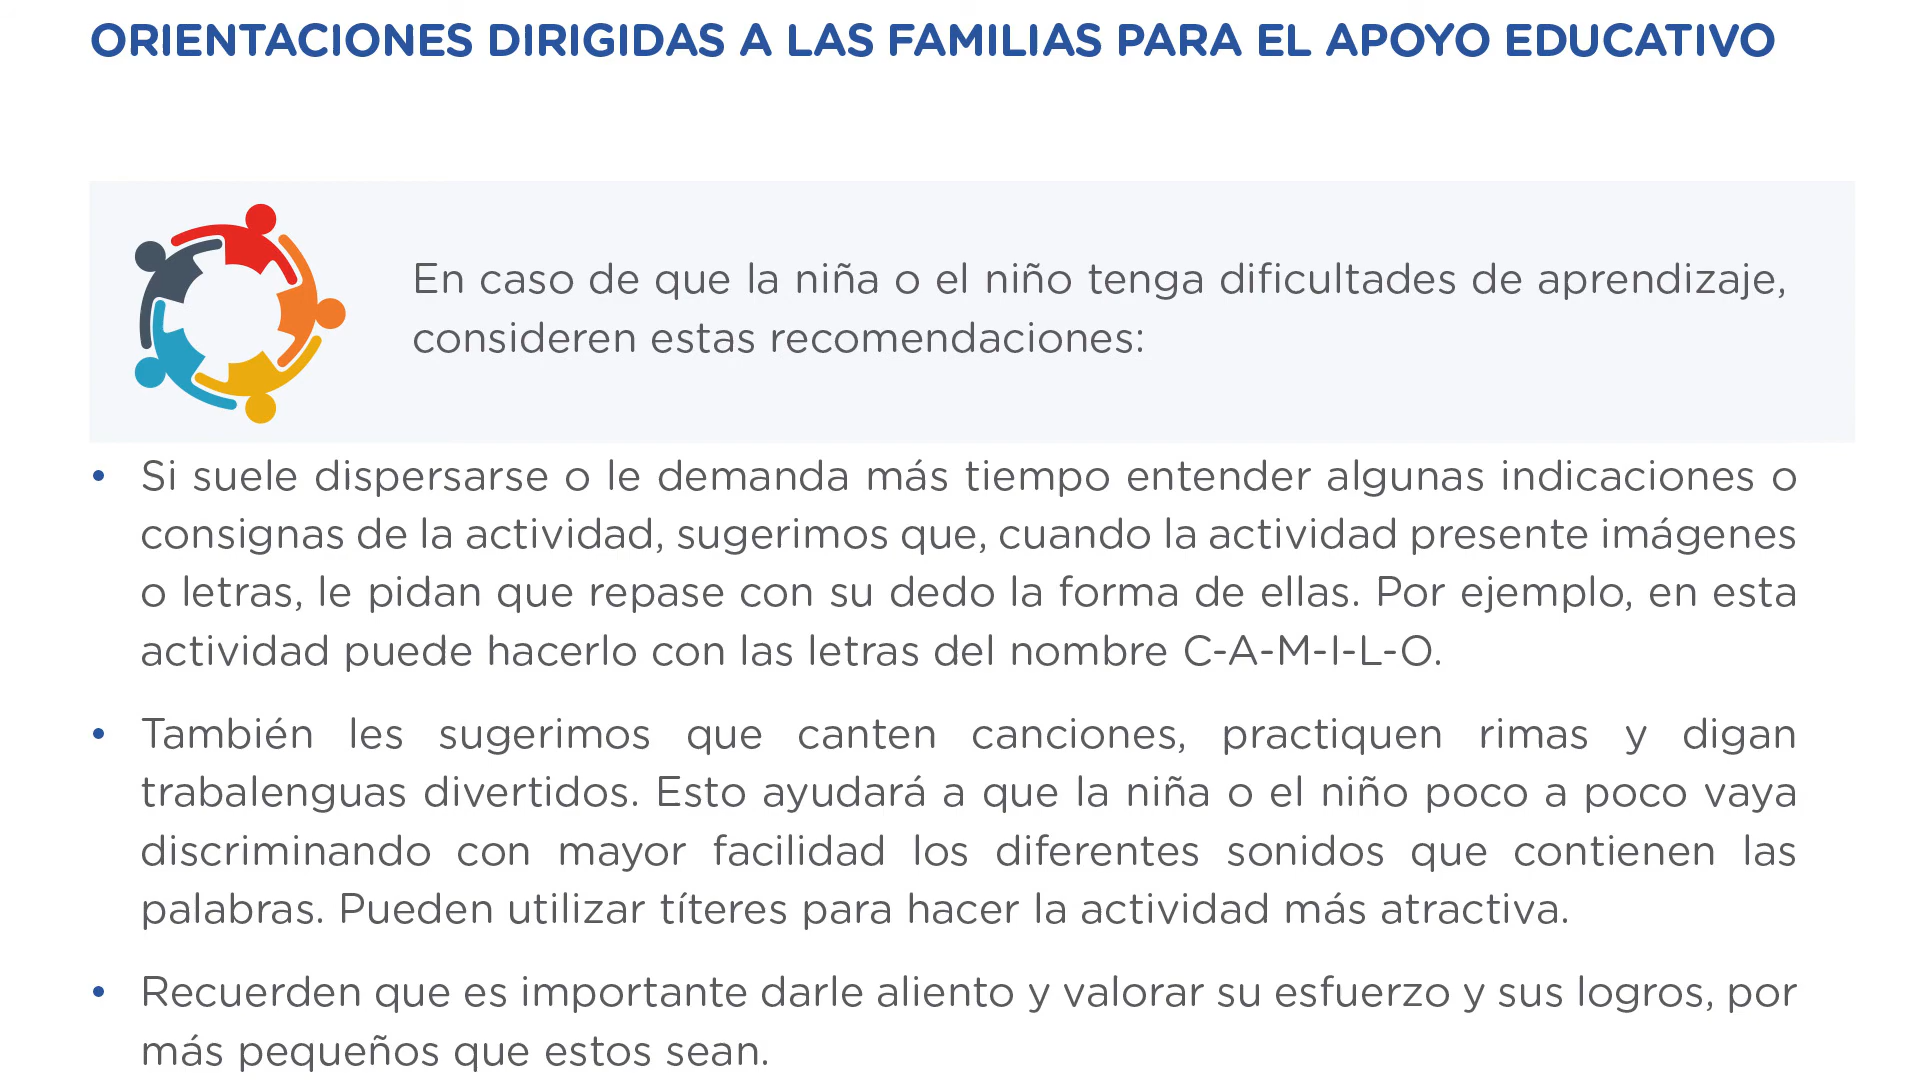 ORIENTACIONES DIRIGIDAS A LAS FAMILIAS PARA EL APOYO EDUCATIVO
En caso de que la niña o el niño tenga dificultades de aprendizaje,
consideren estas recomendaciones:
• Si suele dispersarse o le demanda más tiempo entender algunas indicaciones o
consignas de la actividad, sugerimos que, cuando la actividad presente imágenes
o letras, le pidan que repase con su dedo la forma de ellas. Por ejemplo, en esta
actividad puede hacerlo con las letras del nombre C-A-M-I-L-O.
• También les sugerimos que canten canciones, practiquen rimas y digan
trabalenguas divertidos. Esto ayudará a que la niña o el niño poco a poco vaya
discriminando con mayor facilidad los diferentes sonidos que contienen las
palabras. Pueden utilizar títeres para hacer la actividad más atractiva.
• Recuerden que es importante darle aliento y valorar su esfuerzo y sus logros, por
más pequeños que estos sean.